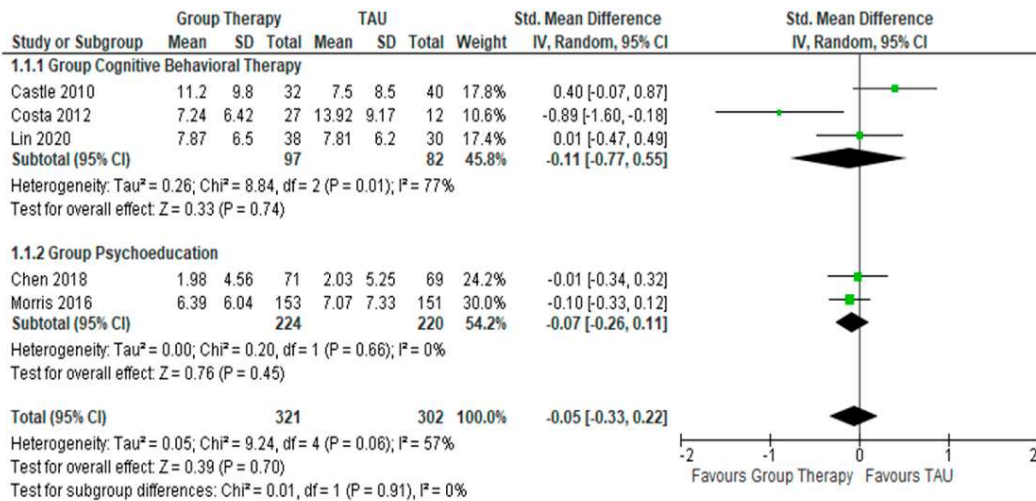 Group Therapy TAU Std. Mean Difference Std. Mean Difference
Study or Subgroup Mean SD Total Mean SD Total Weight IV, Random, 95% CI IV, Random, 95% CI
1.1.1 Group Cognitive Behavioral Therapy
Castle 2010 11.2 9.8 32 7.5 8.5 40 17.8% 0.40 [-0.07, 0.87]
Costa 2012 7.24 6.42 27 13.92 9.17 12 10.6% -0.89 [-1.60, -0.18]
Lin 2020 7.87 6.5 38 7.81 6.2 30 17.4% 0.01 [-0.47, 0.49]
Subtotal (95% CI) 97 82 45.8% -0.11 [-0.77, 0.55]
Heterogeneity: Tau² = 0.26; Chi² = 8.84, df = 2 (P = 0.01); I² = 77%
Test for overall effect: Z = 0.33 (P = 0.74)
1.1.2 Group Psychoeducation
Chen 2018 1.98 4.56 71 2.03 5.25 69 24.2% -0.01 [-0.34, 0.32]
Morris 2016 6.39 6.04 153 7.07 7.33 151 30.0% -0.10 [-0.33, 0.12]
Subtotal (95% CI) 224 220 54.2% -0.07 [-0.26, 0.11]
Heterogeneity: Tau² = 0.00; Chi² = 0.20, df = 1 (P = 0.66); I² = 0%
Test for overall effect: Z = 0.76 (P = 0.45)
Total (95% CI) 321 302 100.0% -0.05 [-0.33, 0.22]
Heterogeneity: Tau² = 0.05; Chi² = 9.24, df = 4 (P = 0.06); I² = 57%
Test for overall effect: Z = 0.39 (P = 0.70)
Test for subgroup differences: Chi² = 0.01, df = 1 (P = 0.91), I² = 0%
-2 -1 0 1 2
Favours Group Therapy Favours TAU